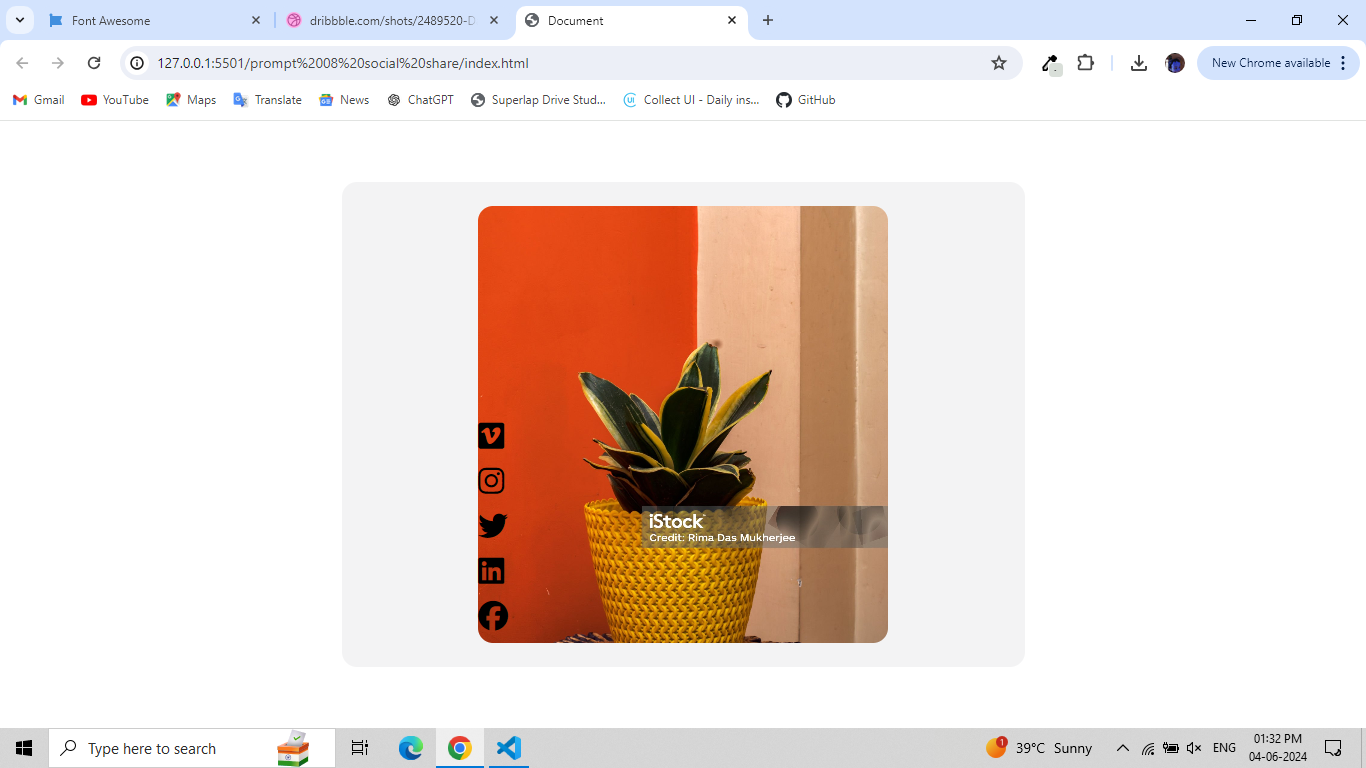 Font Awesome
dribbble.com/shots/2489520-D
Document
127.0.0.1:5501/prompt%2008%20social%20share/index.html
New Chrome available
Gmail
YouTube
Maps
Translate
News
ChatGPT
Superlap Drive Stud...
Collect UI - Daily ins...
GitHub
iStock
Credit: Rima Das Mukherjee
Type here to search
1
39°C Sunny
ENG
01:32 PM
04-06-2024